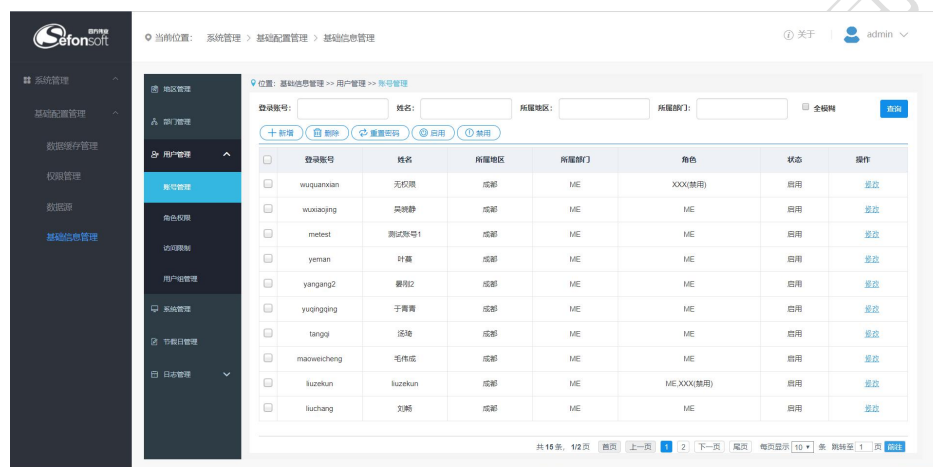 四方伟业
Sefonsoft
当前位置： 系统管理 > 基础配置管理 > 基础信息管理
关于 admin
系统管理
基础配置管理
数据缓存管理
权限管理
数据源
基础信息管理
地区管理
部门管理
用户管理
账号管理
角色权限
访问限制
用户组管理
系统管理
节假日管理
日志管理
位置：基础信息管理 >> 用户管理 >> 账号管理
登录账号： 姓名： 所属地区： 所属部门： 全模糊 查询
新增 删除 重置密码 启用 禁用
登录账号 姓名 所属地区 所属部门 角色 状态 操作
wuquanxian 无权限 成都 ME XXX(禁用) 启用 修改
wuxiaojing 吴晓静 成都 ME ME 启用 修改
metest 测试账号1 成都 ME ME 启用 修改
yeman 叶蔓 成都 ME ME 启用 修改
yangang2 晏刚2 成都 ME ME 启用 修改
yuqingqing 于青青 成都 ME ME 启用 修改
tangqi 汤琦 成都 ME ME 启用 修改
maoweicheng 毛伟成 成都 ME ME 启用 修改
liuzekun liuzekun 成都 ME ME,XXX(禁用) 启用 修改
liuchang 刘畅 成都 ME ME 启用 修改
共 15 条，1/2 页 首页 上一页 1 2 下一页 尾页 每页显示 10 条 跳转至 1 页 前往